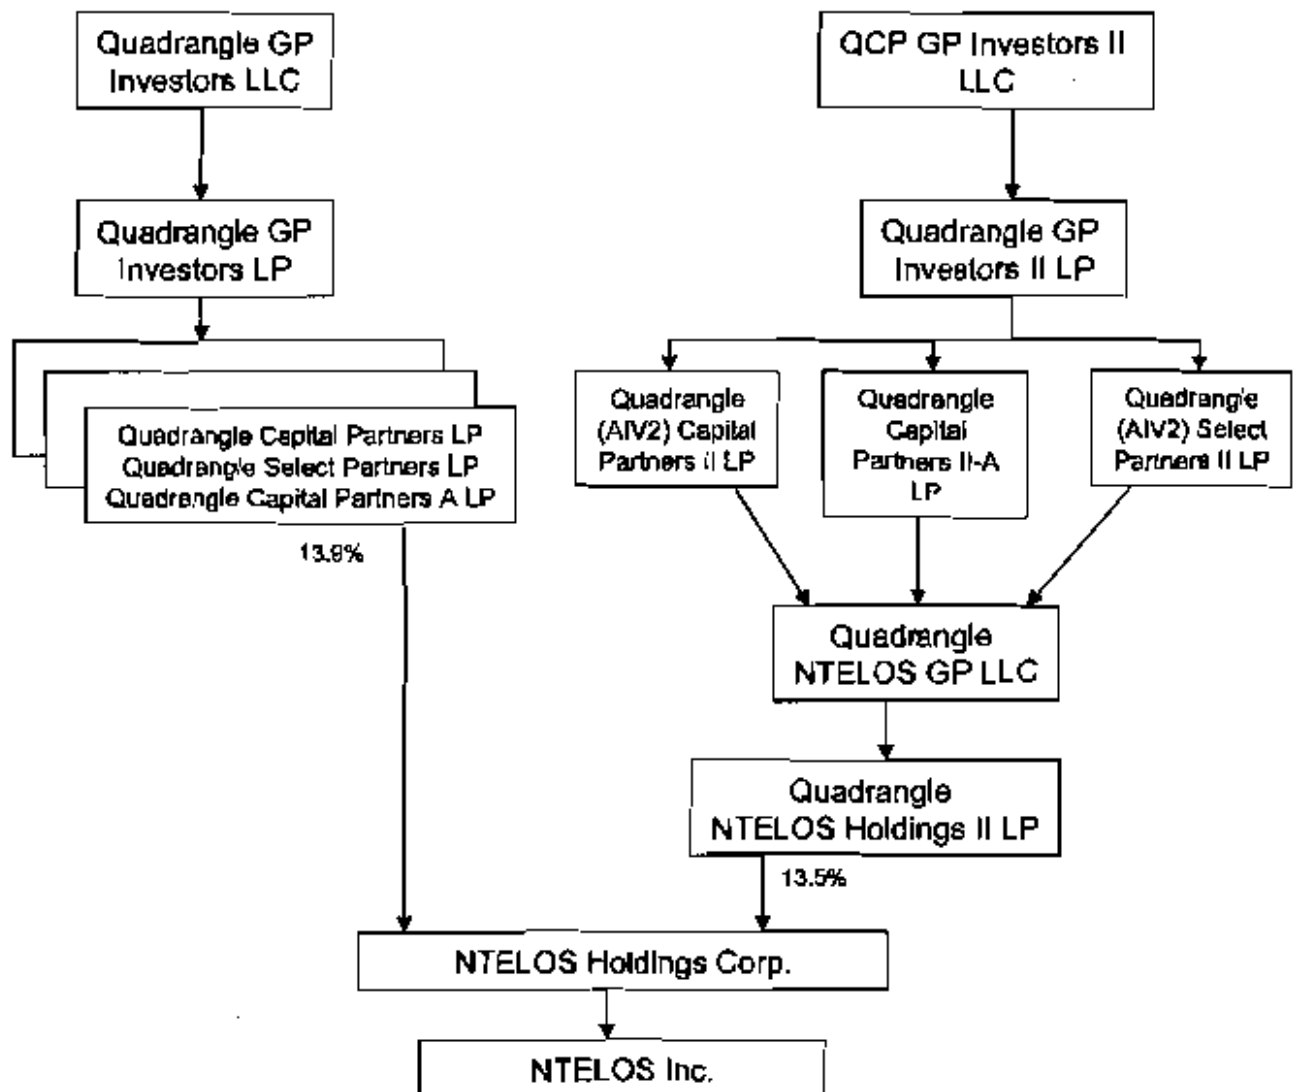 Quadrangle GP
Investors LLC
QCP GP Investors II
LLC
Quadrangle GP
Investors LP
Quadrangle GP
Investors II LP
Quadrangle Capital Partners LP
Quadrangle Select Partners LP
Quadrangle Capital Partners A LP
Quadrangle
(AIV2) Capital
Partners II LP
Quadrangle
Capital
Partners II-A
LP
Quadrangle
(AIV2) Select
Partners II LP
13.9%
Quadrangle
NTELOS GP LLC
Quadrangle
NTELOS Holdings II LP
13.5%
NTELOS Holdings Corp.
NTELOS Inc.